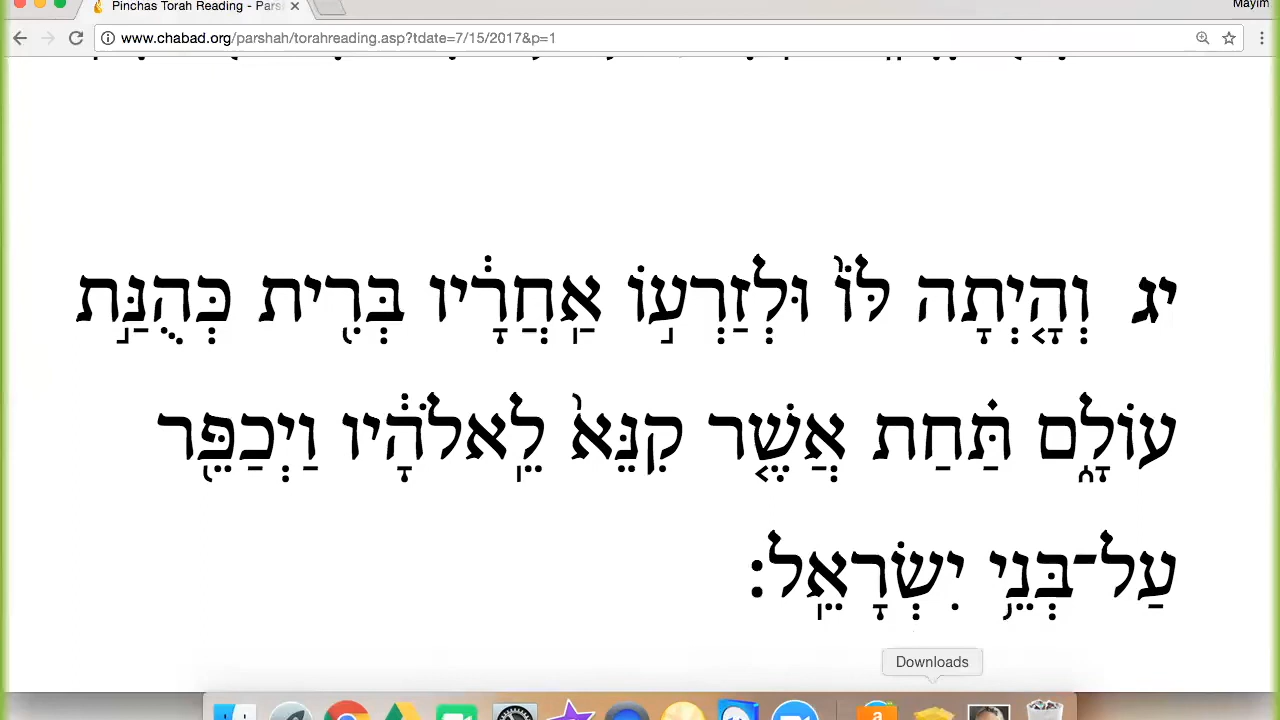 Pinchas Torah Reading - Parsi
Mayim
www.chabad.org/parshah/torahreading.asp?tdate=7/15/2017&p=1
יג וְהָ֤יְתָה לּוֹ֙ וּלְזַרְע֣וֹ אַֽחֲרָ֔יו בְּרִ֖ית כְּהֻנַּ֣ת
עוֹלָ֑ם תַּ֗חַת אֲשֶׁ֤ר קִנֵּא֙ לֵֽאלֹהָ֔יו וַיְכַפֵּ֖ר
עַל־בְּנֵ֥י יִשְׂרָאֵֽל׃
Downloads